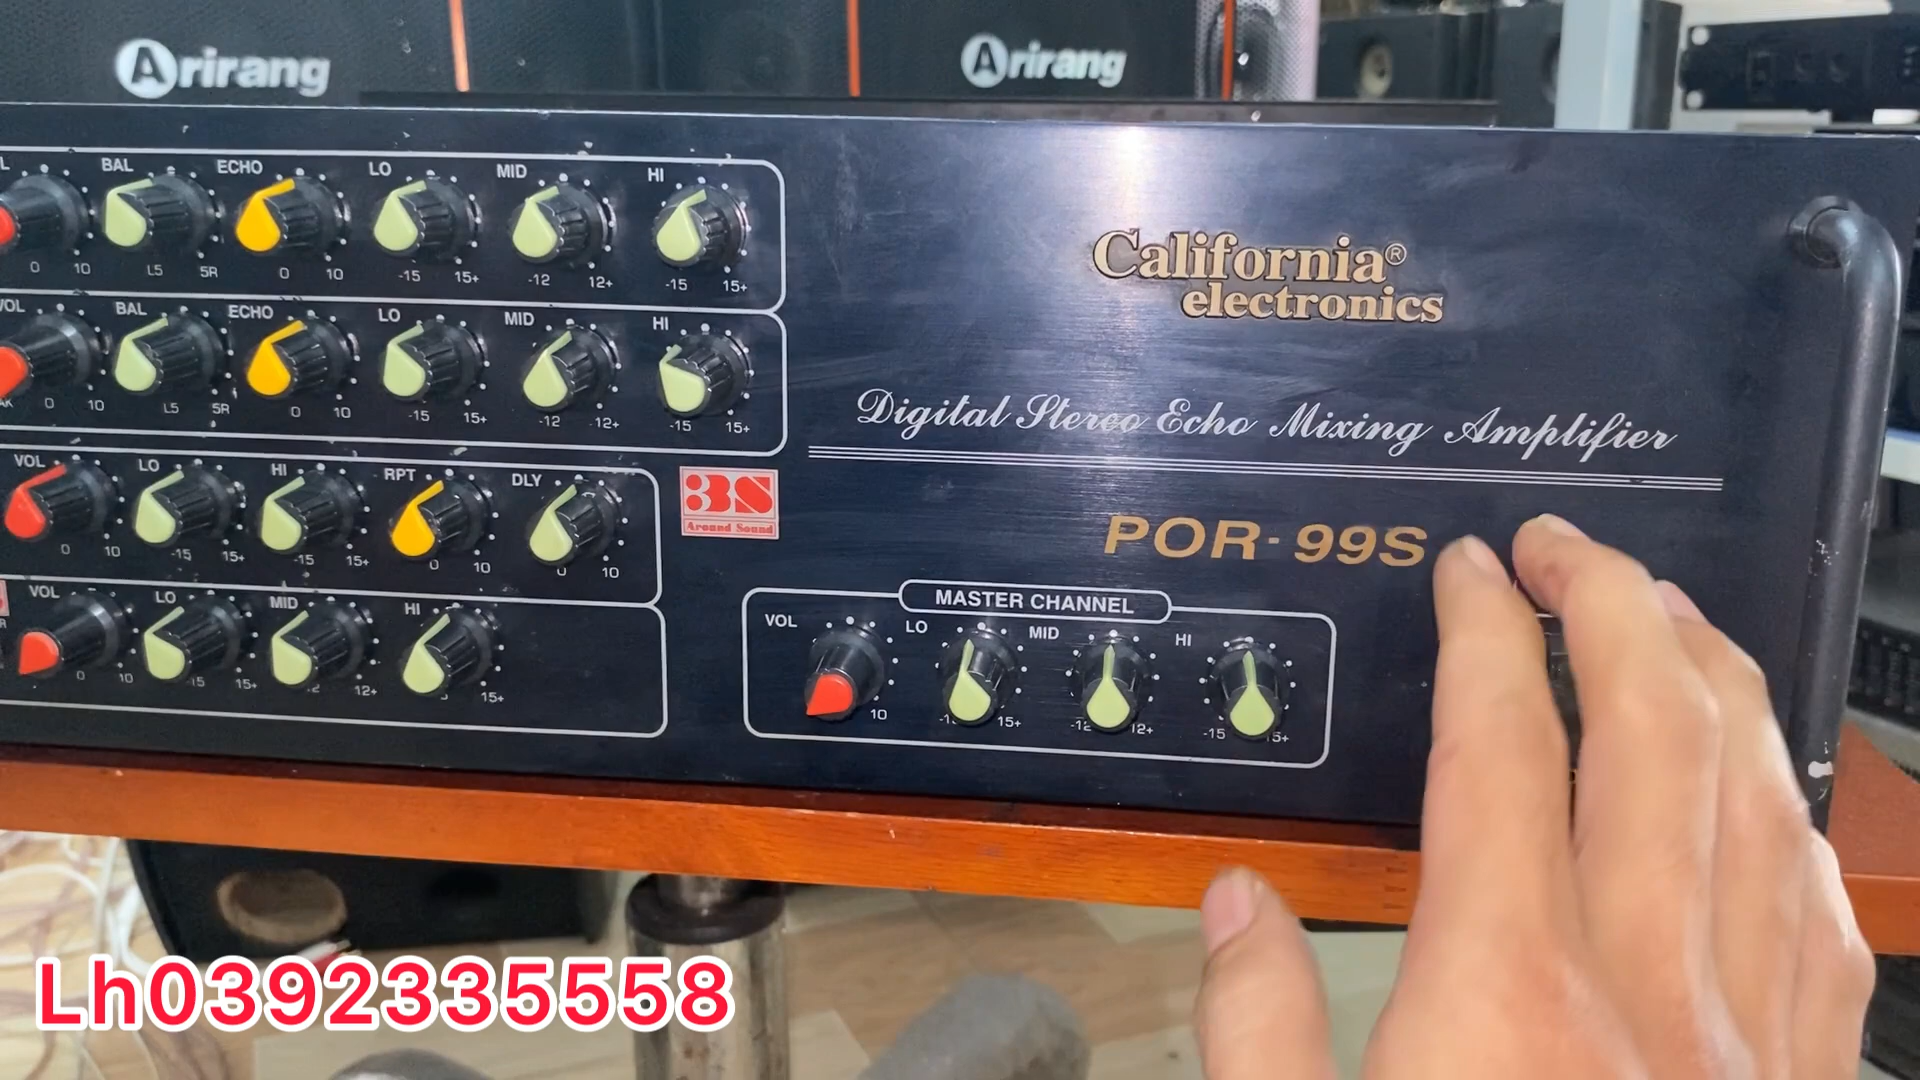 Arirang
Arirang
BAL ECHO LO MID HI
0 10 L5 5R 0 10 -15 15+ -12 12+ -15 15+
California®
electronics
VOL BAL ECHO LO MID HI
0 10 L5 5R 0 10 -15 15+ -12 12+ -15 15+
Digital Stereo Echo Mixing Amplifier
VOL LO HI RPT DLY
0 10 -15 15+ -15 15+ 0 10 0 10
3S
Around Sound
POR-99S
VOL LO MID HI
0 10 15 15+ 12+ 15+
MASTER CHANNEL
VOL LO MID HI
10 15+ -12 12+ -15 15+
Lh0392335558